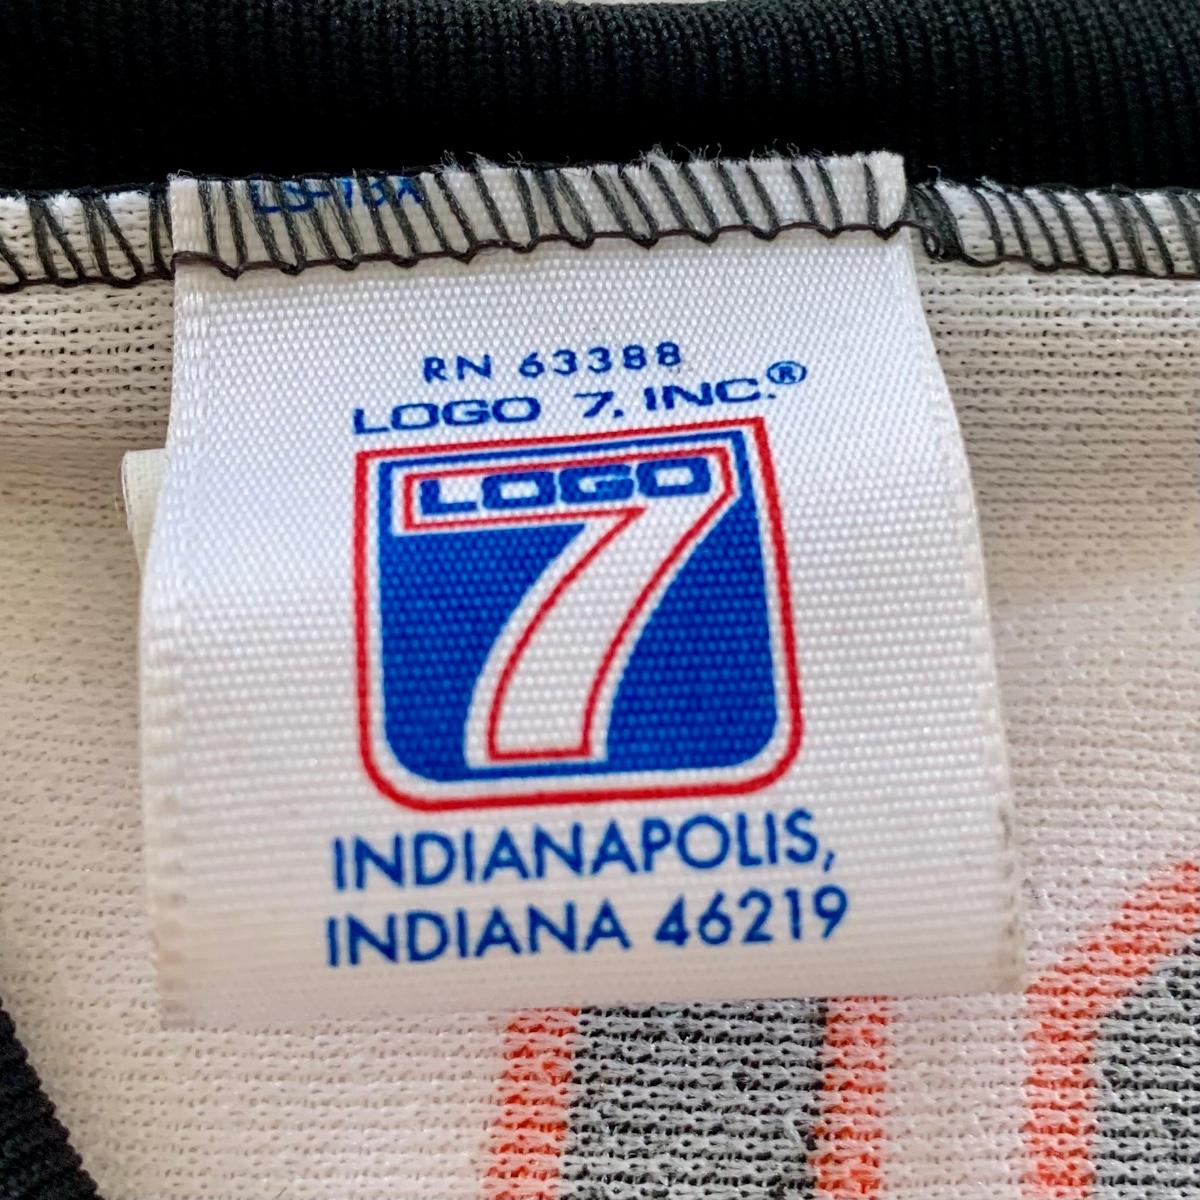 RN 63388
LOGO 7, INC.®
LOGO
7
INDIANAPOLIS,
INDIANA 46219